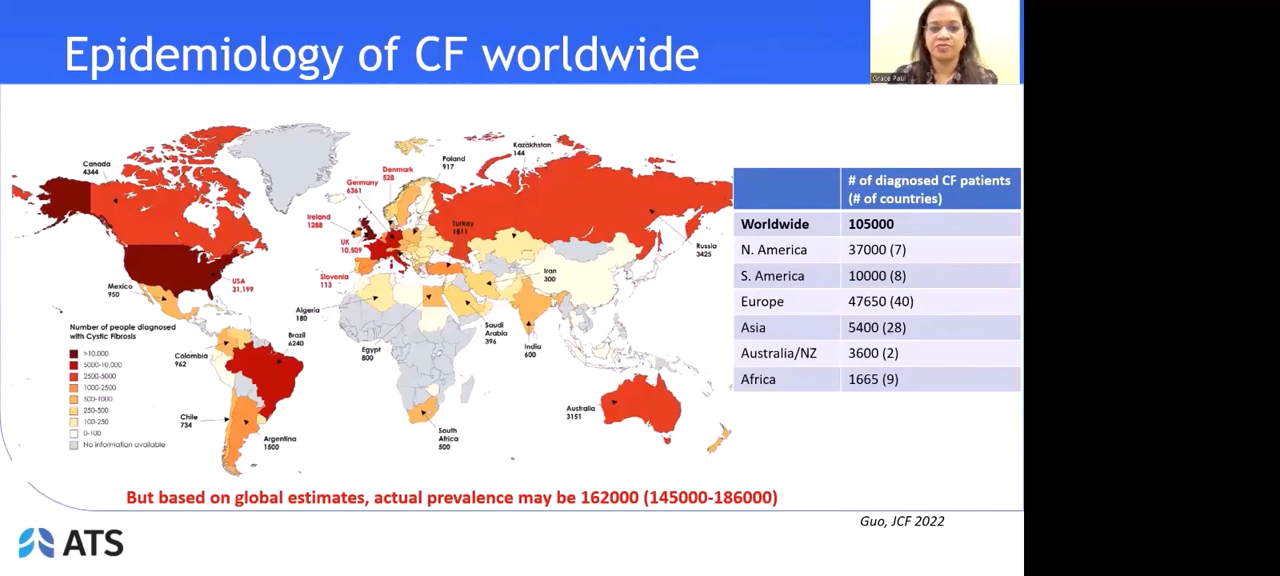 Epidemiology of CF worldwide
Grace Paul
Canada
4344
Kazakhstan
144
Poland
917
Denmark
528
Germany
6361
Ireland
1288
UK
10,509
Turkey
1811
Russia
3425
Slovenia
113
USA
31,199
Mexico
950
Iran
300
Algeria
180
Saudi
Arabia
396
Brazil
6240
Egypt
800
India
600
Colombia
962
Chile
734
Argentina
1500
South
Africa
500
Australia
3151
Number of people diagnosed
with Cystic Fibrosis
>10,000
5000-10,000
2500-5000
1000-2500
500-1000
250-500
100-250
0-100
No information available
# of diagnosed CF patients
(# of countries)
Worldwide 105000
N. America 37000 (7)
S. America 10000 (8)
Europe 47650 (40)
Asia 5400 (28)
Australia/NZ 3600 (2)
Africa 1665 (9)
But based on global estimates, actual prevalence may be 162000 (145000-186000)
Guo, JCF 2022
ATS